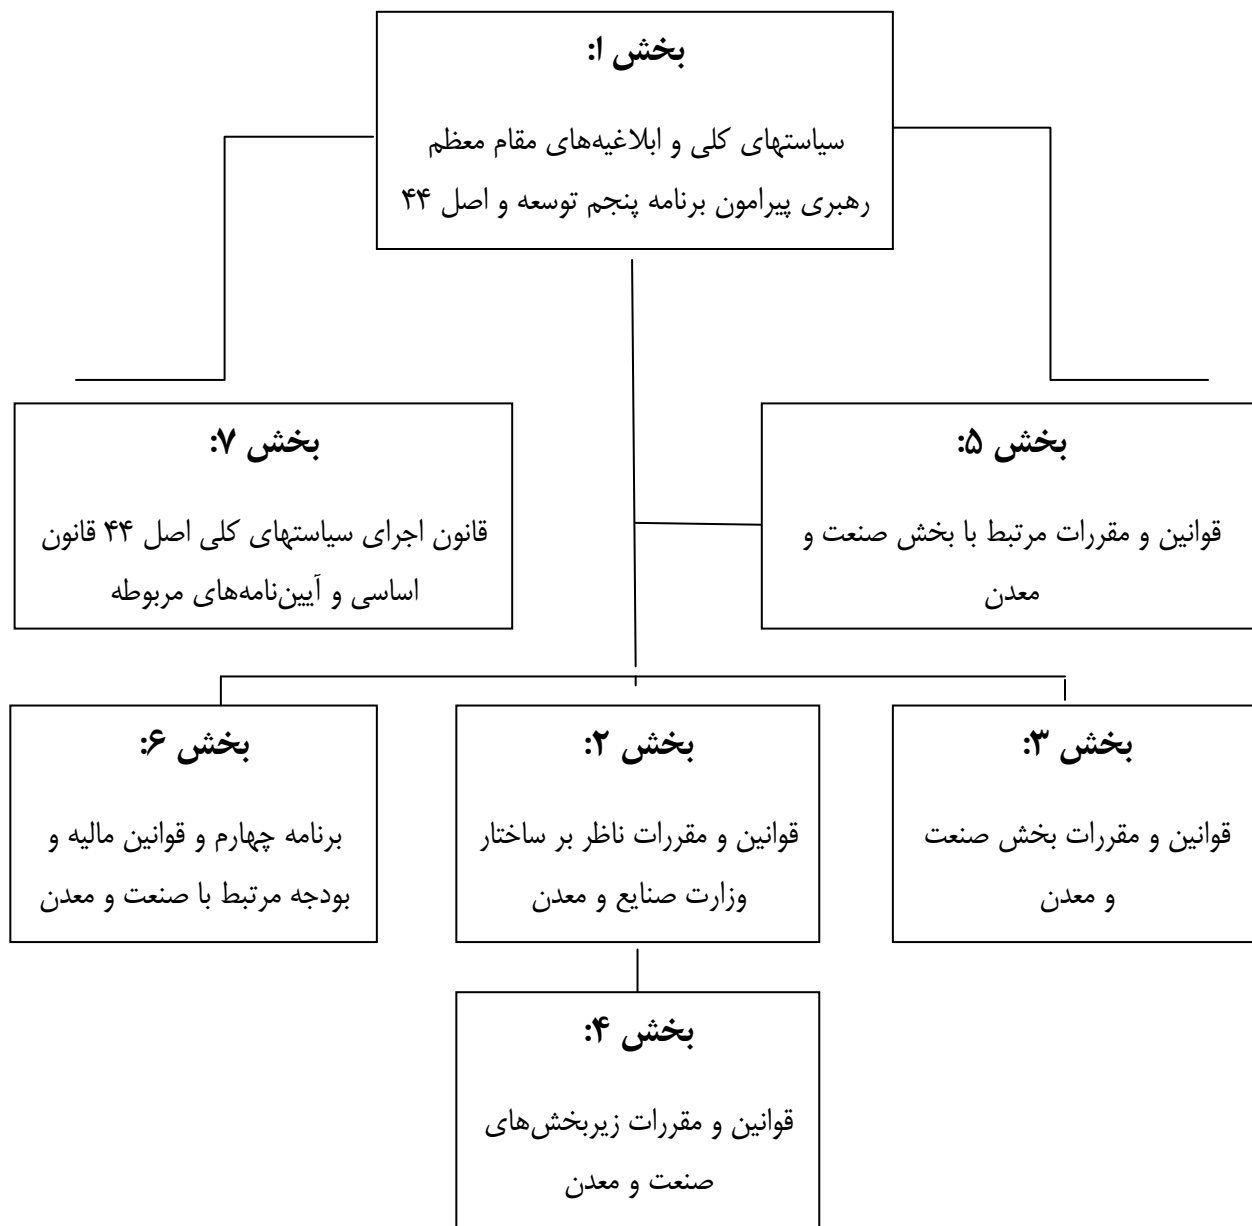 بخش ۱:
سیاستهای کلی و ابلاغیه‌های مقام معظم
رهبری پیرامون برنامه پنجم توسعه و اصل ۴۴
بخش ۵:
قوانین و مقررات مرتبط با بخش صنعت و
معدن
بخش ۷:
قانون اجرای سیاستهای کلی اصل ۴۴ قانون
اساسی و آیین‌نامه‌های مربوطه
بخش ۳:
قوانین و مقررات بخش صنعت
و معدن
بخش ۲:
قوانین و مقررات ناظر بر ساختار
وزارت صنایع و معدن
بخش ۶:
برنامه چهارم و قوانین مالیه و
بودجه مرتبط با صنعت و معدن
بخش ۴:
قوانین و مقررات زیربخش‌های
صنعت و معدن